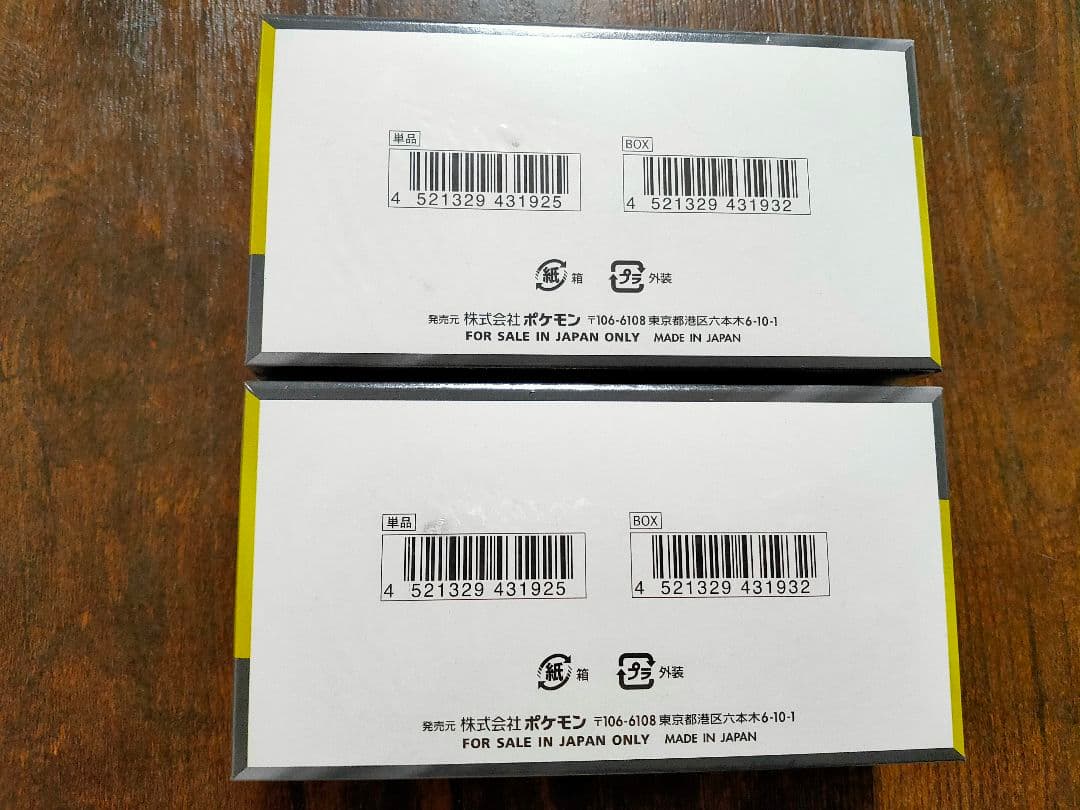 単品
BOX
4 521329 431925
4 521329 431932
紙 箱
プラ 外装
発売元 株式会社 ポケモン 〒106-6108 東京都港区六本木6-10-1
FOR SALE IN JAPAN ONLY MADE IN JAPAN
単品
BOX
4 521329 431925
4 521329 431932
紙 箱
プラ 外装
発売元 株式会社 ポケモン 〒106-6108 東京都港区六本木6-10-1
FOR SALE IN JAPAN ONLY MADE IN JAPAN